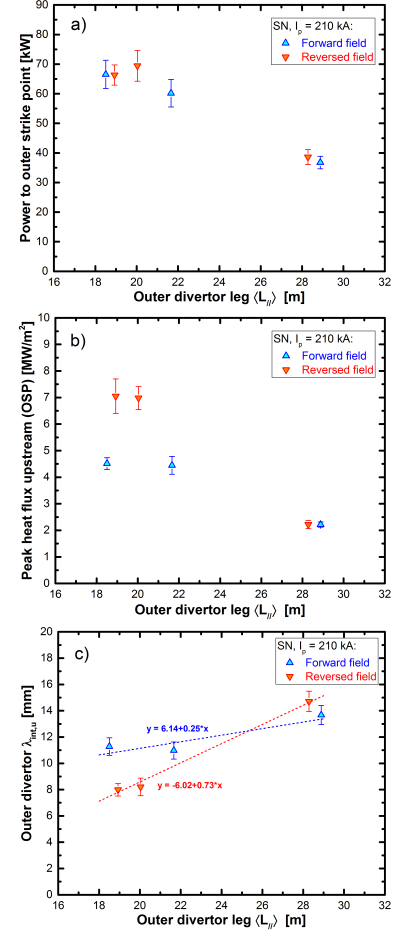 a)
SN, Iₚ = 210 kA:
Forward field
Reversed field
Power to outer strike point [kW]
90
80
70
60
50
40
30
20
10
0
16 18 20 22 24 26 28 30 32
Outer divertor leg ⟨L//⟩ [m]
b)
SN, Iₚ = 210 kA:
Forward field
Reversed field
Peak heat flux upstream (OSP) [MW/m²]
10
9
8
7
6
5
4
3
2
1
0
16 18 20 22 24 26 28 30 32
Outer divertor leg ⟨L//⟩ [m]
c)
SN, Iₚ = 210 kA:
Forward field
Reversed field
Outer divertor λint,u [mm]
20
18
16
14
12
10
8
6
4
2
0
y = 6.14+0.25*x
y = -6.02+0.73*x
16 18 20 22 24 26 28 30 32
Outer divertor leg ⟨L//⟩ [m]